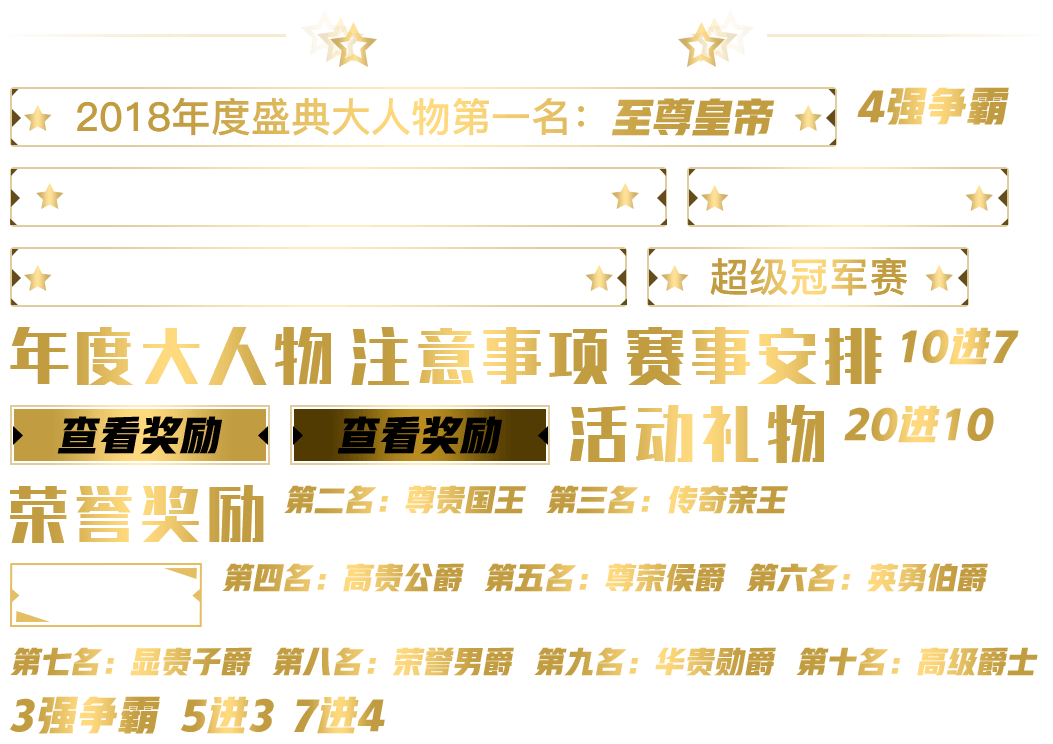 2018年度盛典大人物第一名：至尊皇帝 4强争霸
超级冠军赛
年度大人物 注意事项 赛事安排 10进7
查看奖励 查看奖励 活动礼物 20进10
荣誉奖励 第二名：尊贵国王 第三名：传奇亲王
第四名：高贵公爵 第五名：尊荣侯爵 第六名：英勇伯爵
第七名：显贵子爵 第八名：荣誉男爵 第九名：华贵勋爵 第十名：高级爵士
3强争霸 5进3 7进4